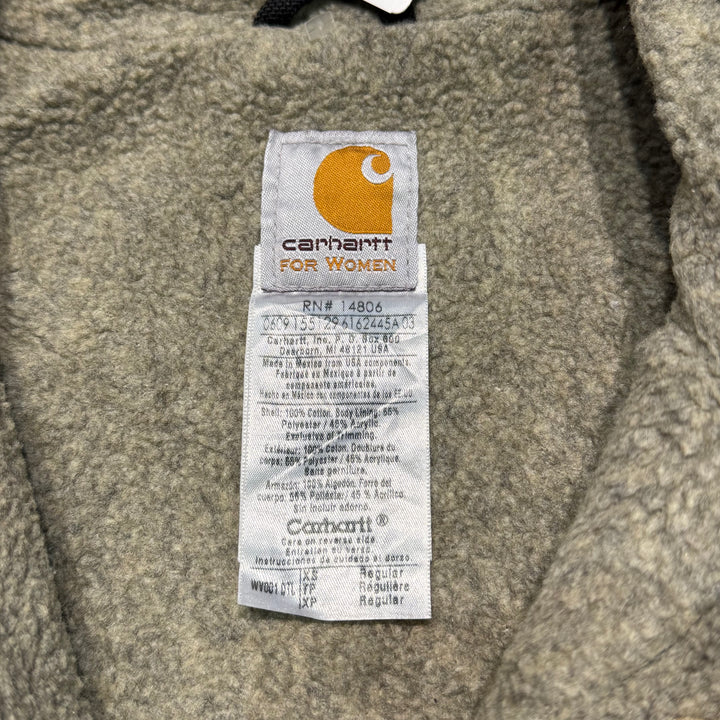 carhartt
FOR WOMEN
RN# 14806
0609 155129 6162445A 03
Carhartt, Inc. P. O. Box 600
Dearborn, MI 48121 USA
Made in Mexico from USA components.
Fabriqué au Mexique à partir de
composants américains.
Hecho en México con componentes de los EE.UU.
Shell: 100% Cotton. Body Lining: 55%
Polyester / 45% Acrylic
Exclusive of Trimming.
Extérieur: 100% Coton. Doublure du
corps: 55% Polyester / 45% Acrylique
Sans garniture.
Armazón: 100% Algodón. Forro del
cuerpo: 55% Poliéster / 45 % Acrílico.
Sin incluir adorno.
Carhartt®
Care on reverse side
Entretien au verso.
Instrucciones de cuidado al dorso.
XS Regular
WV001 DTL TP Régulière
XP Regular